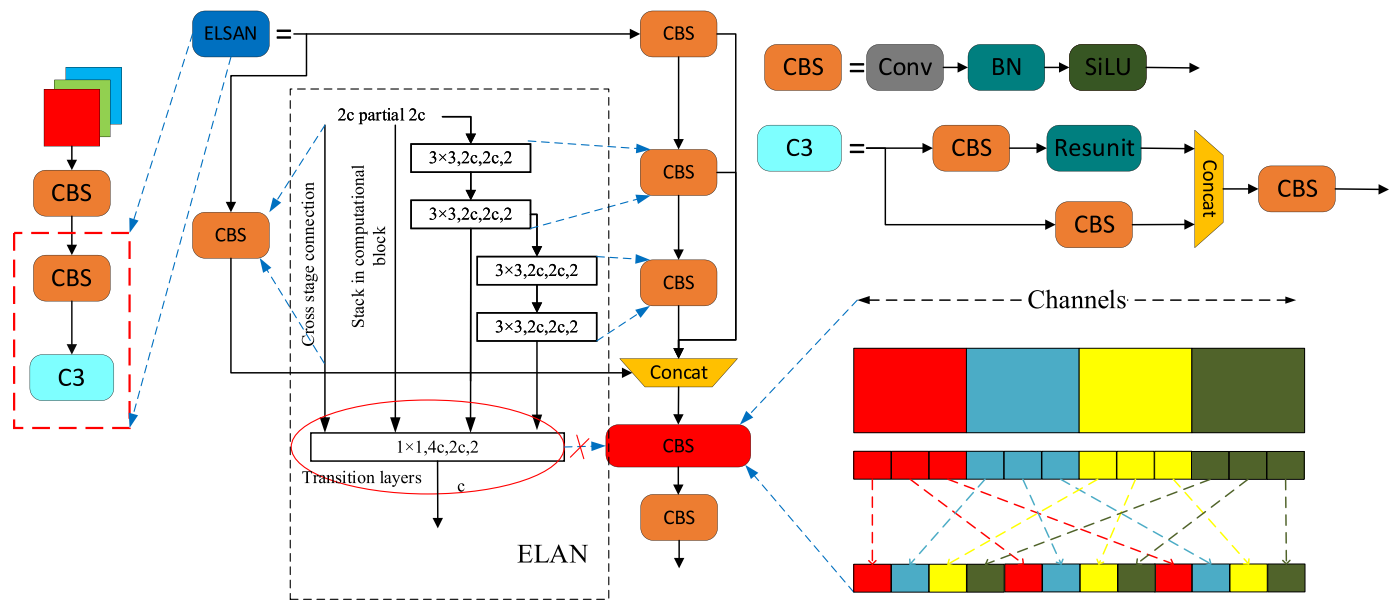 ELSAN
=
CBS
CBS
=
Conv
BN
SiLU
2c partial 2c
3×3,2c,2c,2
CBS
C3
=
CBS
Resunit
Concat
CBS
CBS
CBS
CBS
3×3,2c,2c,2
CBS
Cross stage connection
Stack in computational
block
3×3,2c,2c,2
CBS
CBS
3×3,2c,2c,2
Channels
C3
Concat
1×1,4c,2c,2
CBS
Transition layers
c
CBS
ELAN